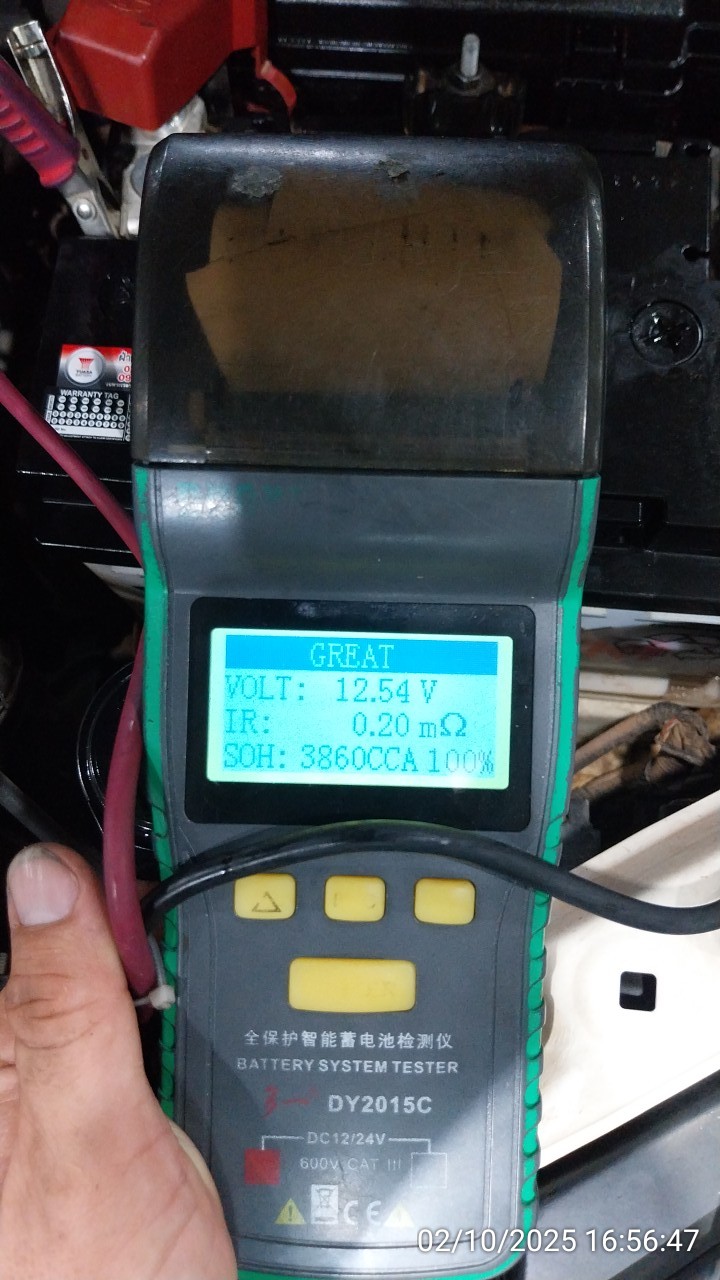 YUASA
WARRANTY TAG
GREAT
VOLT: 12.54 V
IR: 0.20 mΩ
SOH: 3860CCA 100%
全保护智能蓄电池检测仪
BATTERY SYSTEM TESTER
DY2015C
DC12/24V
600V CAT III
CE
02/10/2025 16:56:47